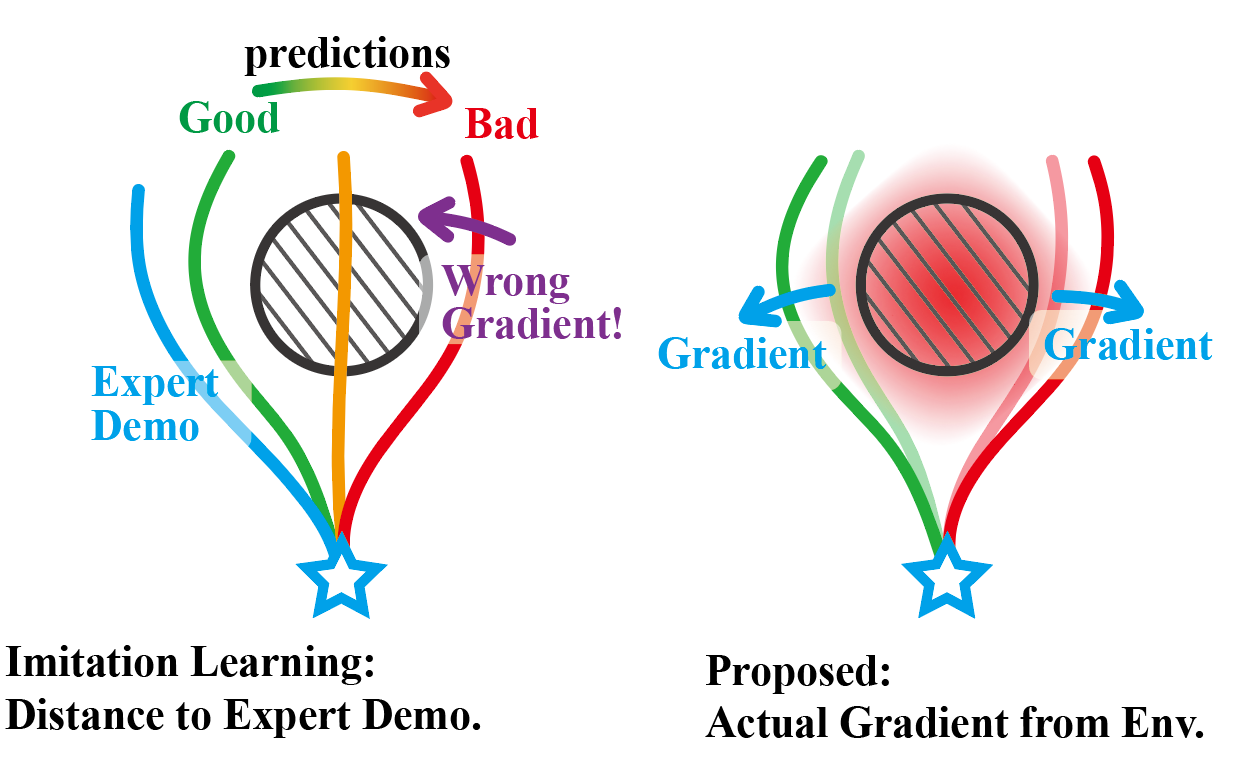 predictions
Good
Bad
Wrong
Gradient!
Expert
Demo
Imitation Learning:
Distance to Expert Demo.
Gradient
Gradient
Proposed:
Actual Gradient from Env.